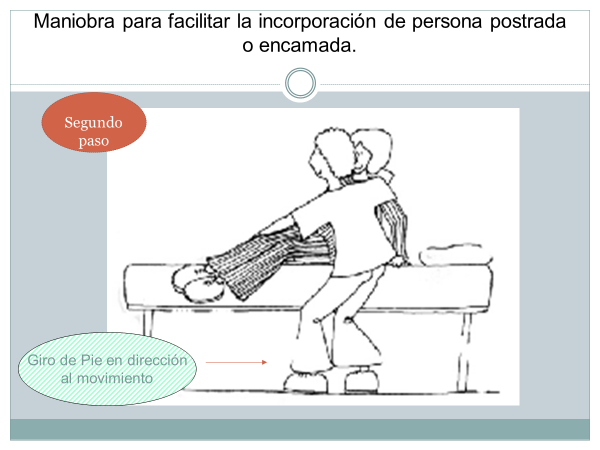 Maniobra para facilitar la incorporación de persona postrada
o encamada.
Segundo
paso
Giro de Pie en dirección
al movimiento